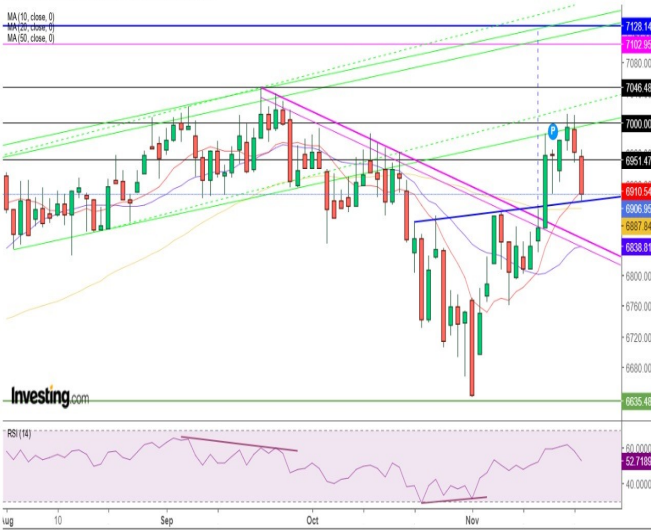 MA (10, close, 0)
MA (20, close, 0)
MA (50, close, 0)
7128.14
7102.95
7080.00
7046.48
7000.00
6951.47
6910.54
6906.95
6887.84
6838.81
6800.00
6760.00
6720.00
6680.00
6635.48
Investing.com
RSI (14)
60.0000
52.7189
40.0000
Aug
10
Sep
Oct
Nov
P